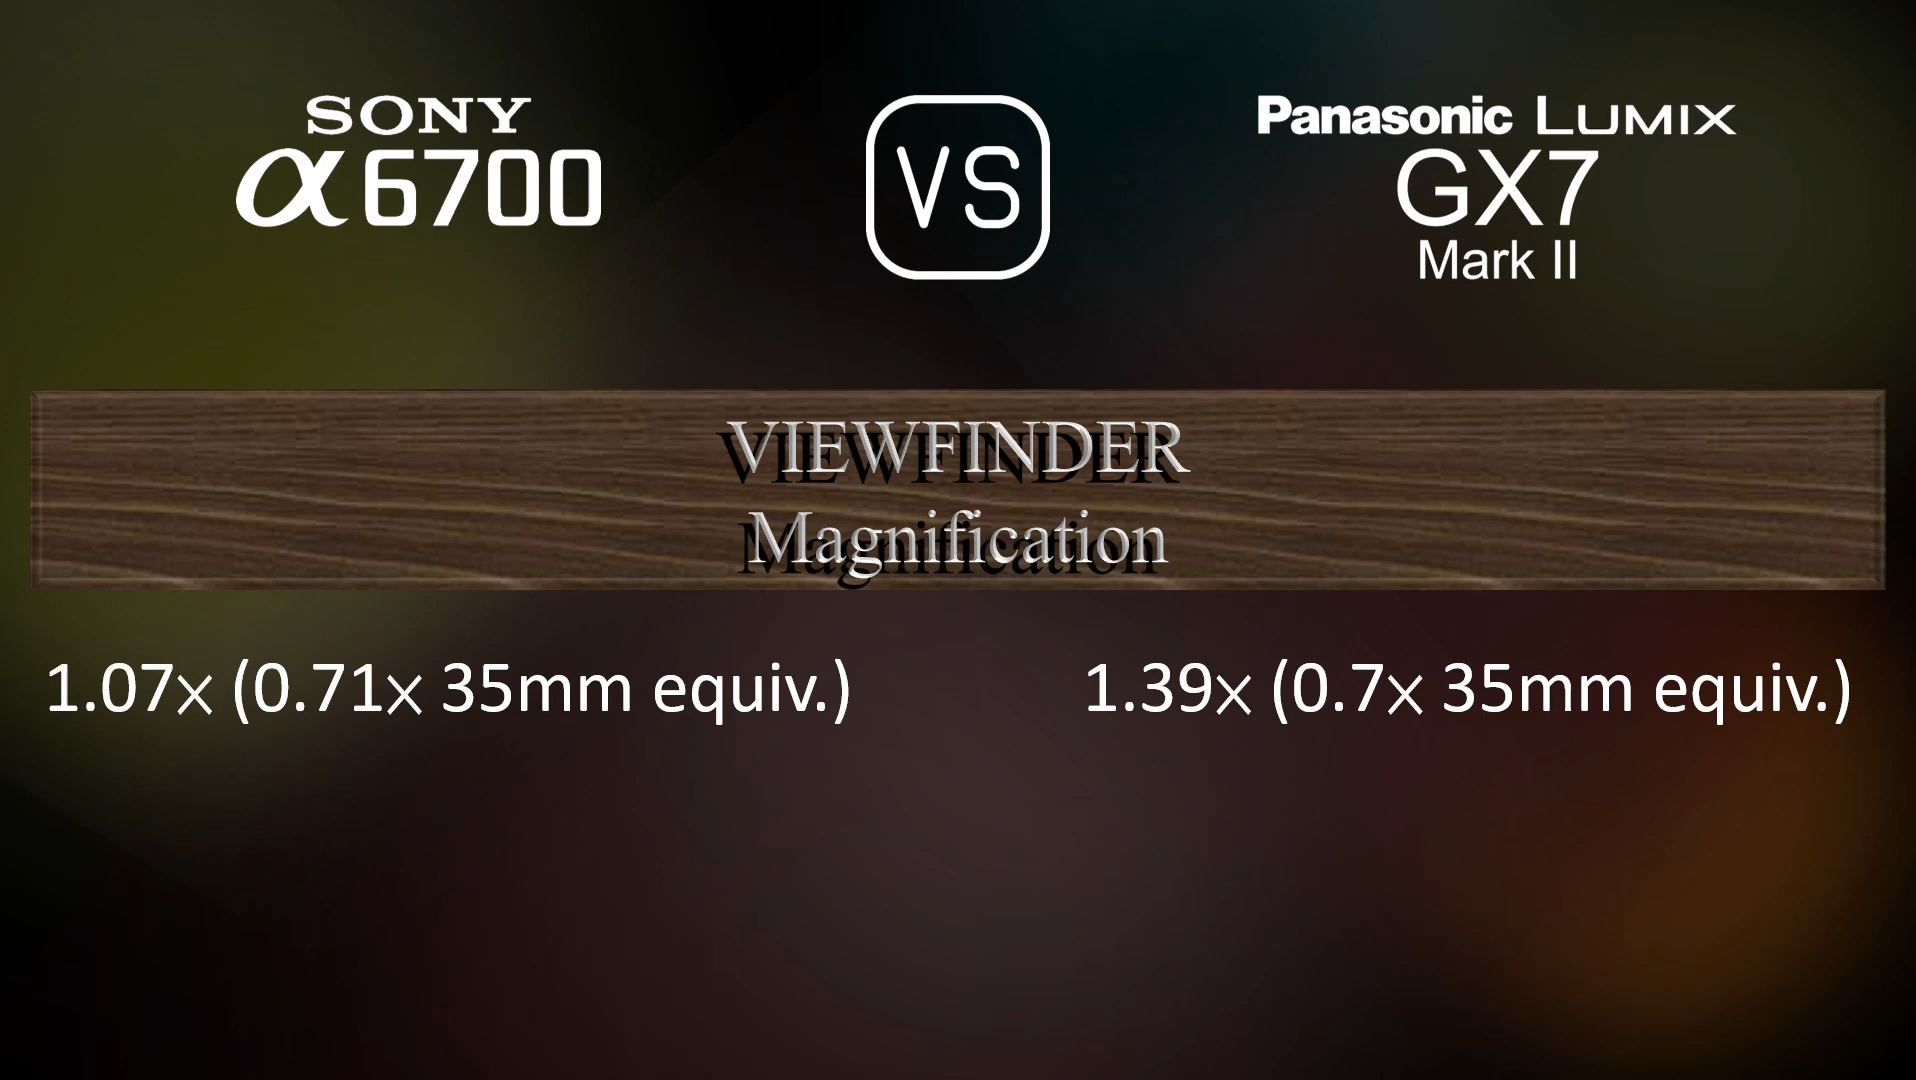 SONY
α6700
VS
Panasonic LUMIX
GX7
Mark II
VIEWFINDER
Magnification
1.07x (0.71x 35mm equiv.)
1.39x (0.7x 35mm equiv.)